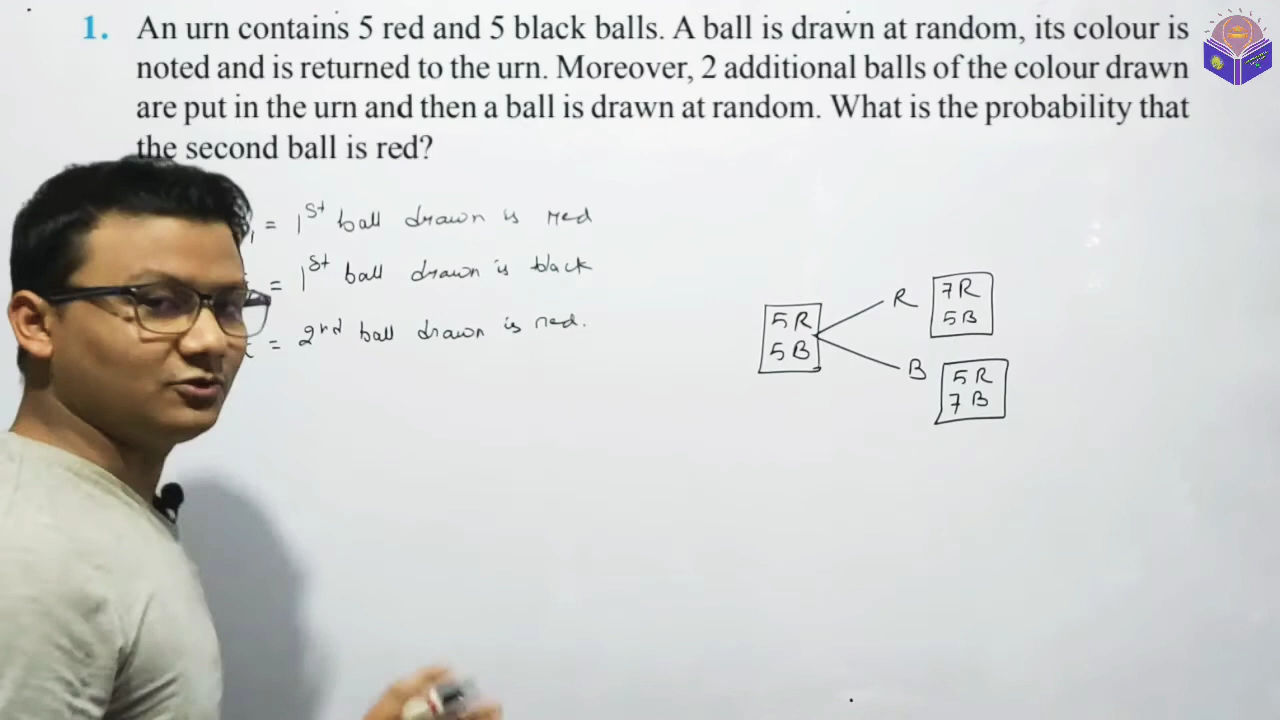 1. An urn contains 5 red and 5 black balls. A ball is drawn at random, its colour is
noted and is returned to the urn. Moreover, 2 additional balls of the colour drawn
are put in the urn and then a ball is drawn at random. What is the probability that
the second ball is red?
= 1st ball drawn is red
= 1st ball drawn is black
= 2nd ball drawn is red.
5R
5B
R
7R
5B
B
5R
7B